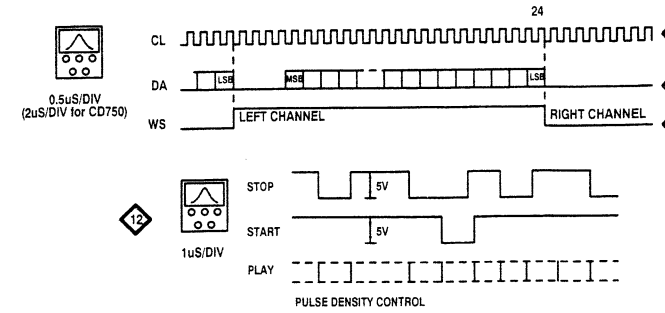 24
CL
LSB
MSB
LSB
DA
0.5uS/DIV
(2uS/DIV for CD750)
WS
LEFT CHANNEL
RIGHT CHANNEL
STOP
5V
12
START
5V
1uS/DIV
PLAY
PULSE DENSITY CONTROL